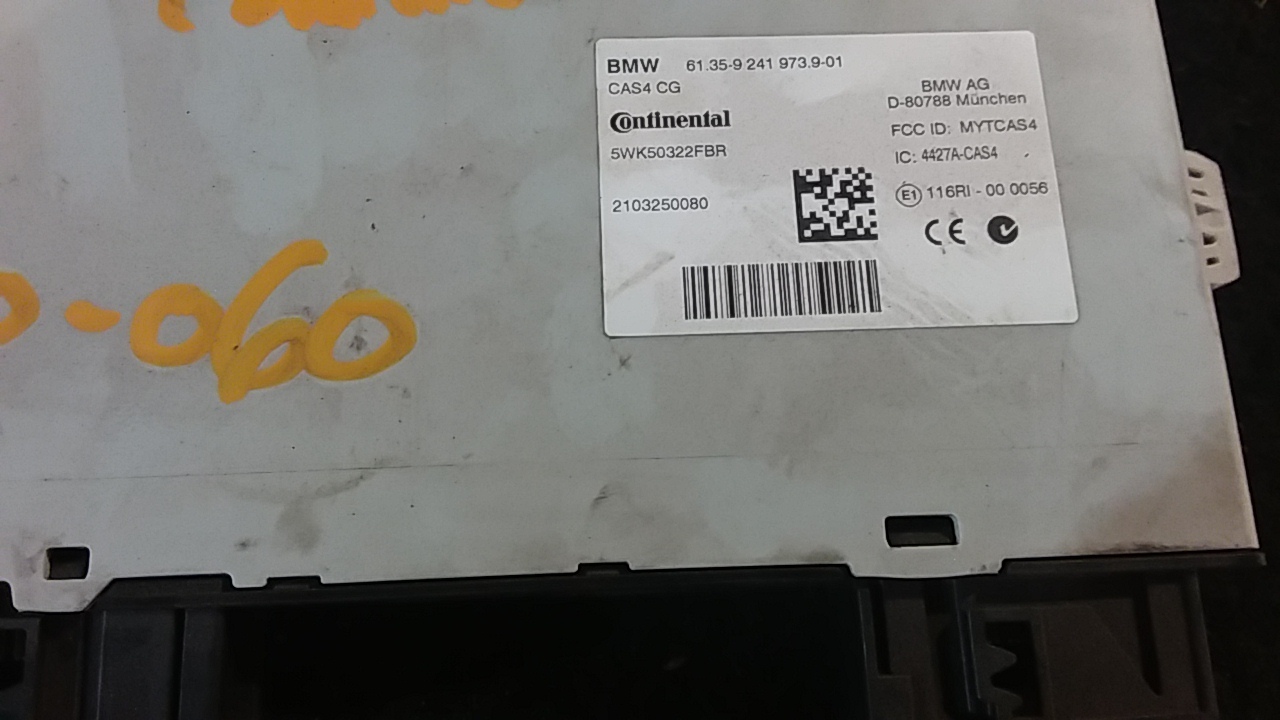 BMW 61.35-9 241 973.9-01
CAS4 CG
Continental
5WK50322FBR
2103250080
BMW AG
D-80788 München
FCC ID: MYTCAS4
IC: 4427A-CAS4
E1 116RI - 00 0056
CE
-060